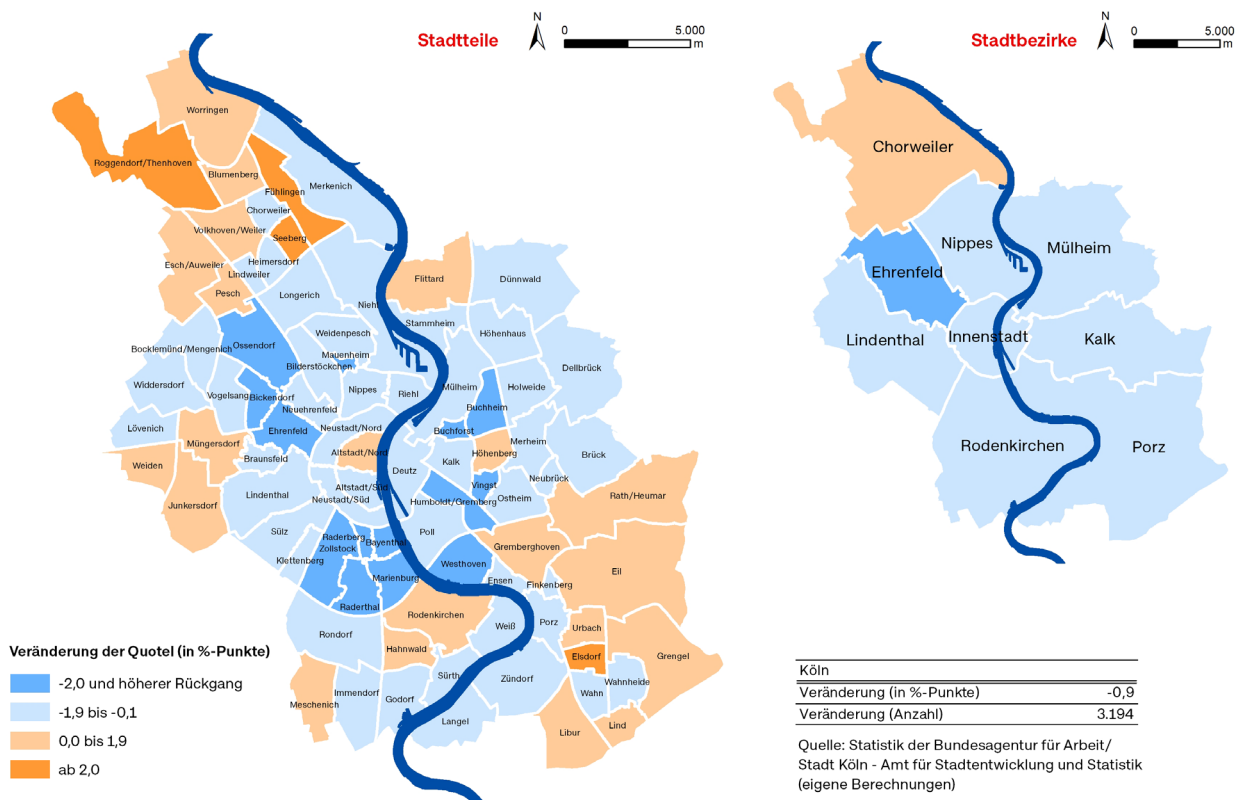 Stadtteile
N
0 5.000
m
Worringen
Roggendorf/Thenhoven
Blumenberg
Fühlingen
Merkenich
Chorweiler
Volkhoven/Weiler
Seeberg
Esch/Auweiler
Heimersdorf
Lindweiler
Pesch
Longerich
Niehl
Flittard
Dünnwald
Stammheim
Höhenhaus
Weidenpesch
Bocklemünd/Mengenich
Ossendorf
Mauenheim
Bilderstöckchen
Dellbrück
Widdersdorf
Vogelsang
Bickendorf
Nippes
Riehl
Mülheim
Holweide
Neuehrenfeld
Buchheim
Lövenich
Ehrenfeld
Neustadt/Nord
Buchforst
Müngersdorf
Altstadt/Nord
Höhenberg
Merheim
Weiden
Braunsfeld
Deutz
Kalk
Brück
Neubrück
Lindenthal
Altstadt/Süd
Neustadt/Süd
Vingst
Ostheim
Humboldt/Gremberg
Rath/Heumar
Junkersdorf
Sülz
Raderberg
Zollstock
Bayenthal
Poll
Gremberghoven
Klettenberg
Marienburg
Westhoven
Eil
Ensen
Finkenberg
Raderthal
Rodenkirchen
Rondorf
Weiß
Porz
Urbach
Hahnwald
Elsdorf
Grengel
Sürth
Zündorf
Wahnheide
Wahn
Meschenich
Immendorf
Godorf
Langel
Libur
Lind
Veränderung der Quotel (in %-Punkte)
-2,0 und höherer Rückgang
-1,9 bis -0,1
0,0 bis 1,9
ab 2,0
Stadtbezirke
N
0 5.000
m
Chorweiler
Nippes
Mülheim
Ehrenfeld
Lindenthal
Innenstadt
Kalk
Rodenkirchen
Porz
Köln
Veränderung (in %-Punkte) -0,9
Veränderung (Anzahl) 3.194
Quelle: Statistik der Bundesagentur für Arbeit/
Stadt Köln - Amt für Stadtentwicklung und Statistik
(eigene Berechnungen)